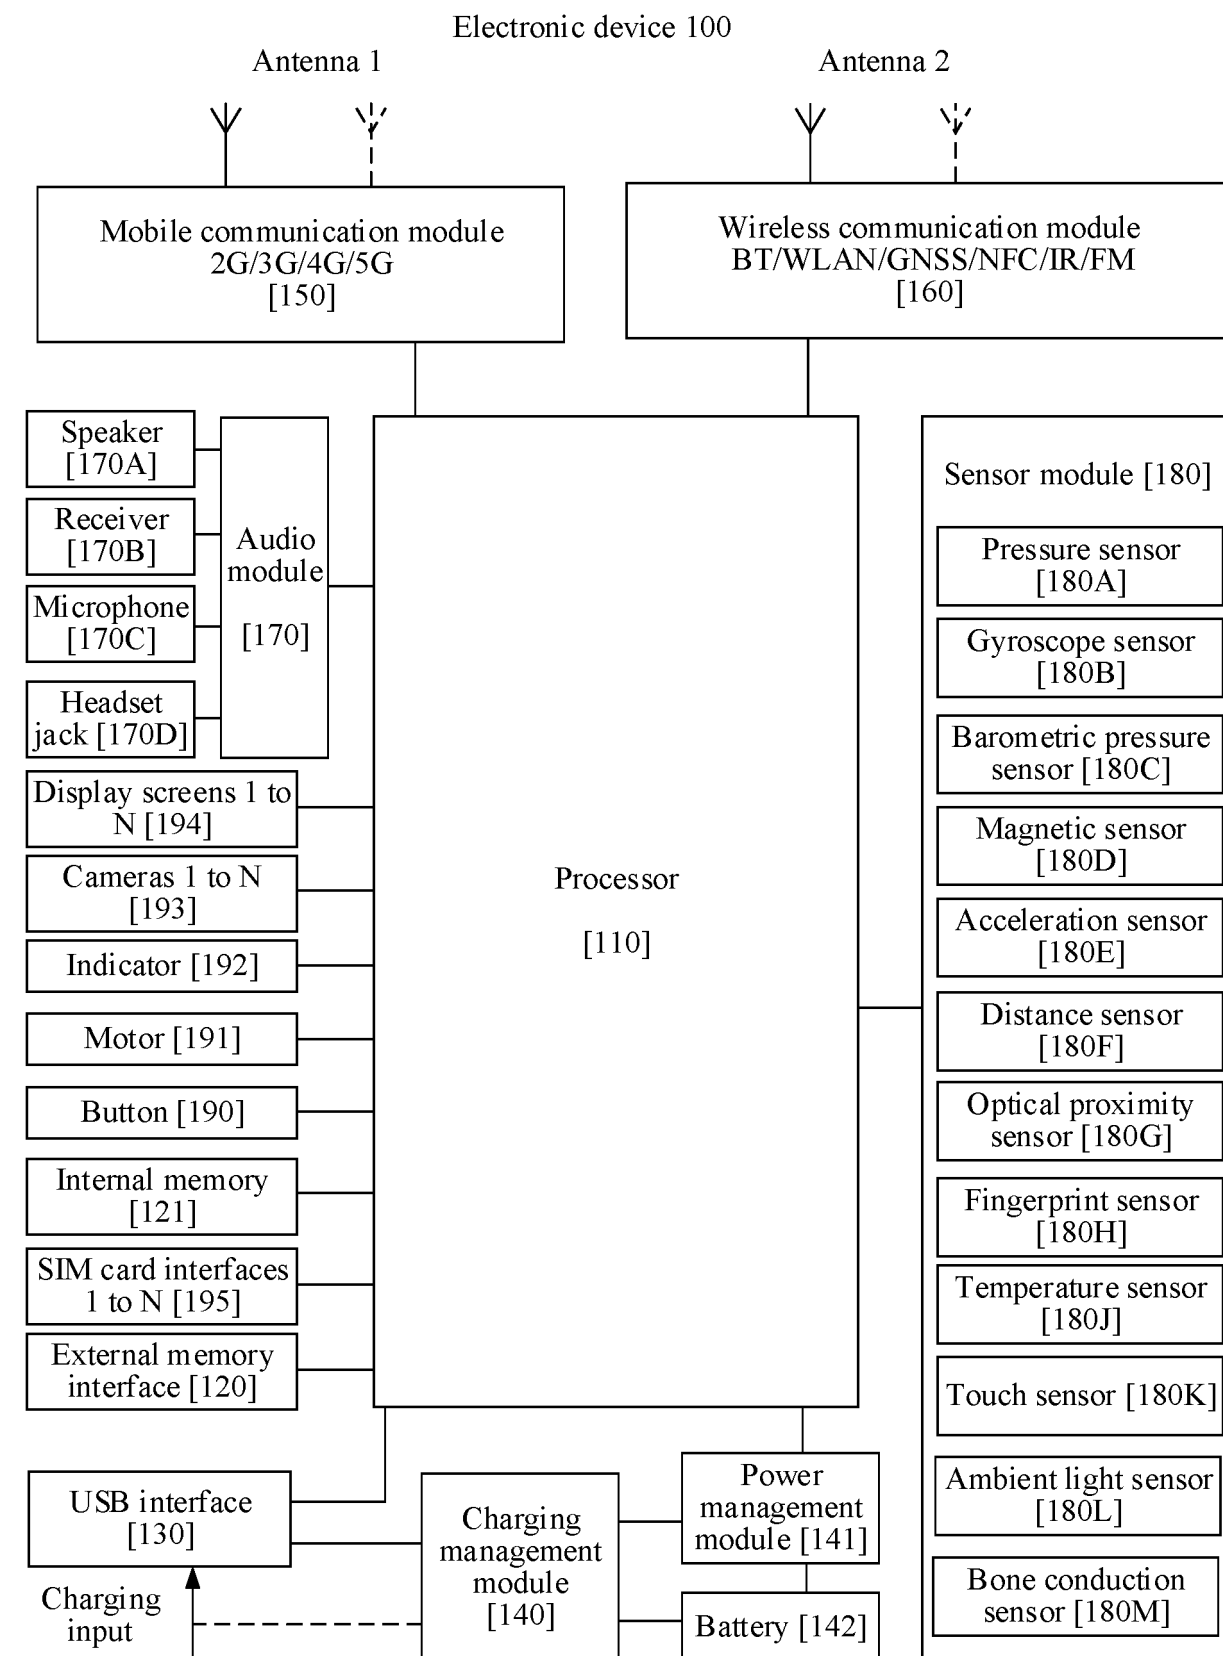 Electronic device 100
Antenna 1
Antenna 2
Mobile communication module
2G/3G/4G/5G
[150]
Wireless communication module
BT/WLAN/GNSS/NFC/IR/FM
[160]
Speaker
[170A]
Receiver
[170B]
Microphone
[170C]
Headset
jack [170D]
Audio
module
[170]
Display screens 1 to
N [194]
Cameras 1 to N
[193]
Indicator [192]
Motor [191]
Button [190]
Internal memory
[121]
SIM card interfaces
1 to N [195]
External memory
interface [120]
Processor
[110]
Sensor module [180]
Pressure sensor
[180A]
Gyroscope sensor
[180B]
Barometric pressure
sensor [180C]
Magnetic sensor
[180D]
Acceleration sensor
[180E]
Distance sensor
[180F]
Optical proximity
sensor [180G]
Fingerprint sensor
[180H]
Temperature sensor
[180J]
Touch sensor [180K]
Ambient light sensor
[180L]
Bone conduction
sensor [180M]
USB interface
[130]
Charging
input
Charging
management
module
[140]
Power
management
module [141]
Battery [142]